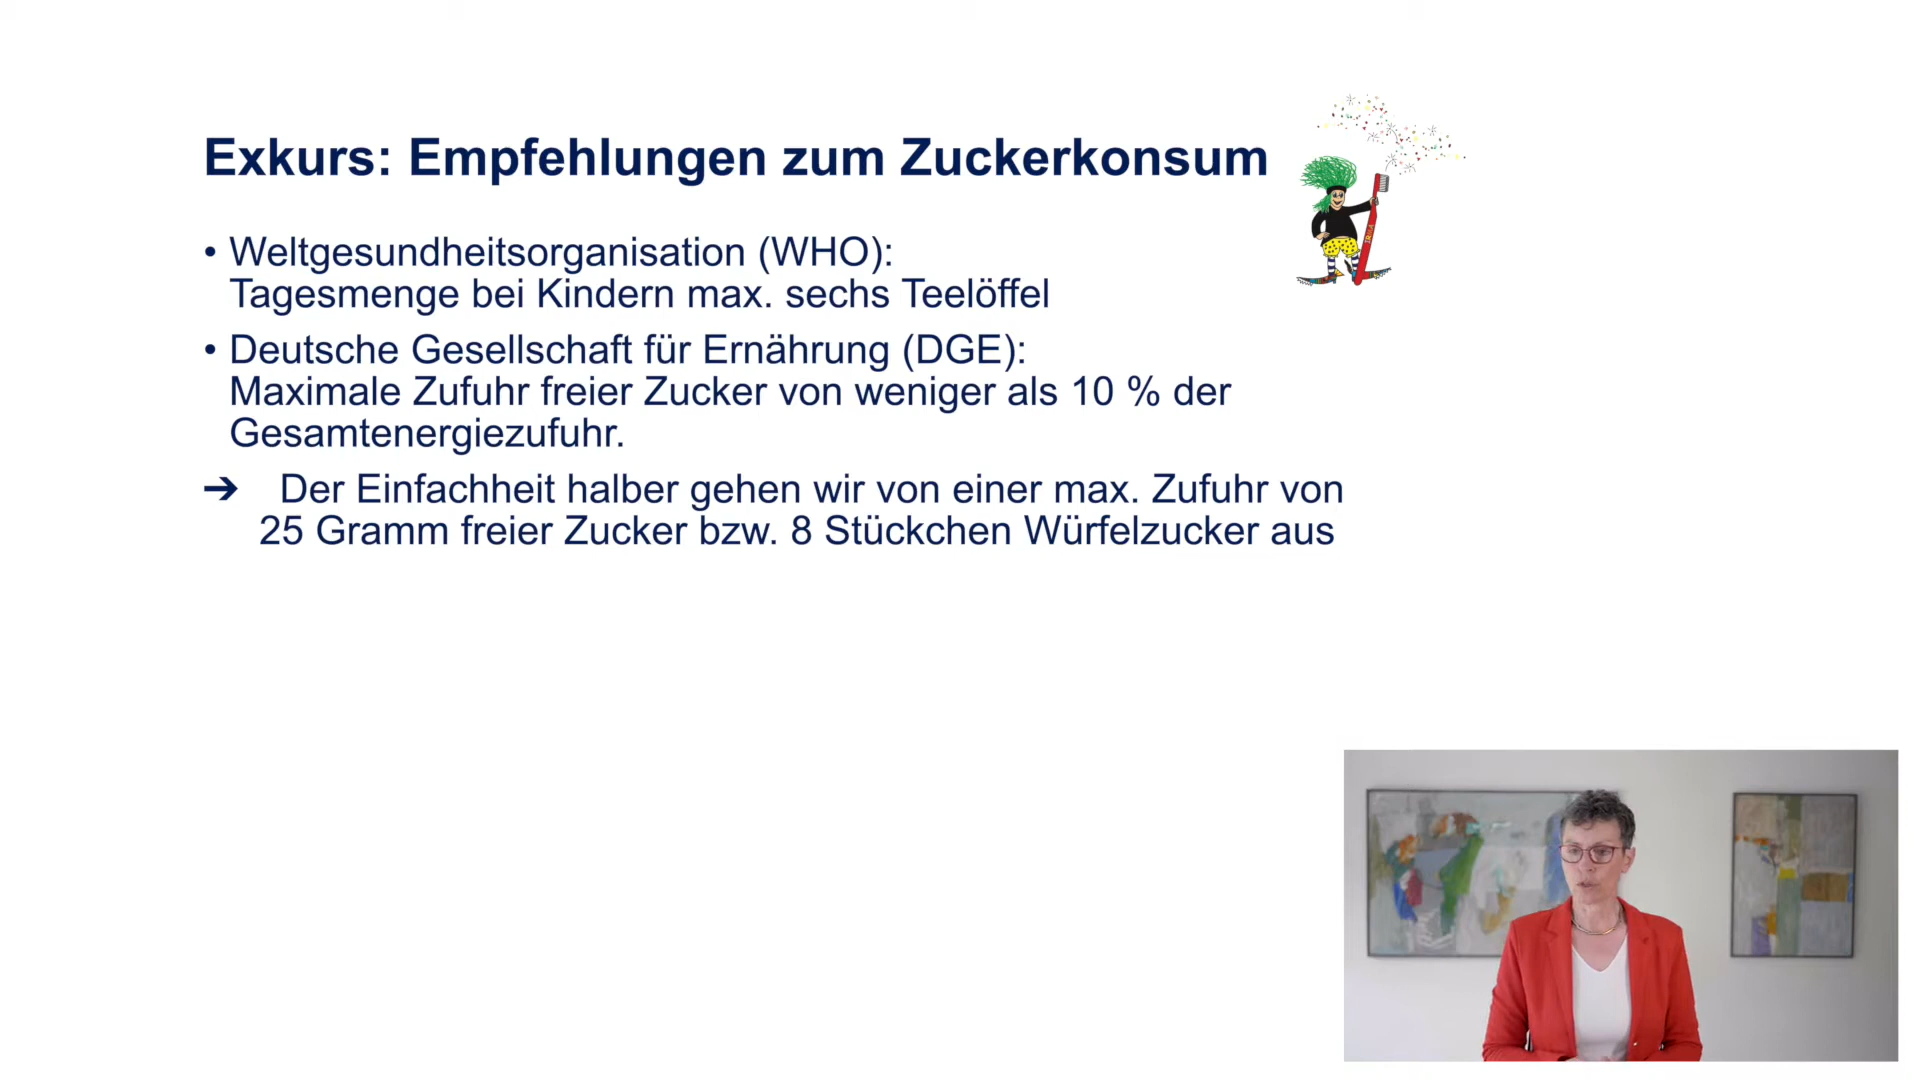 Exkurs: Empfehlungen zum Zuckerkonsum
• Weltgesundheitsorganisation (WHO):
Tagesmenge bei Kindern max. sechs Teelöffel
• Deutsche Gesellschaft für Ernährung (DGE):
Maximale Zufuhr freier Zucker von weniger als 10 % der
Gesamtenergiezufuhr.
➔ Der Einfachheit halber gehen wir von einer max. Zufuhr von
25 Gramm freier Zucker bzw. 8 Stückchen Würfelzucker aus